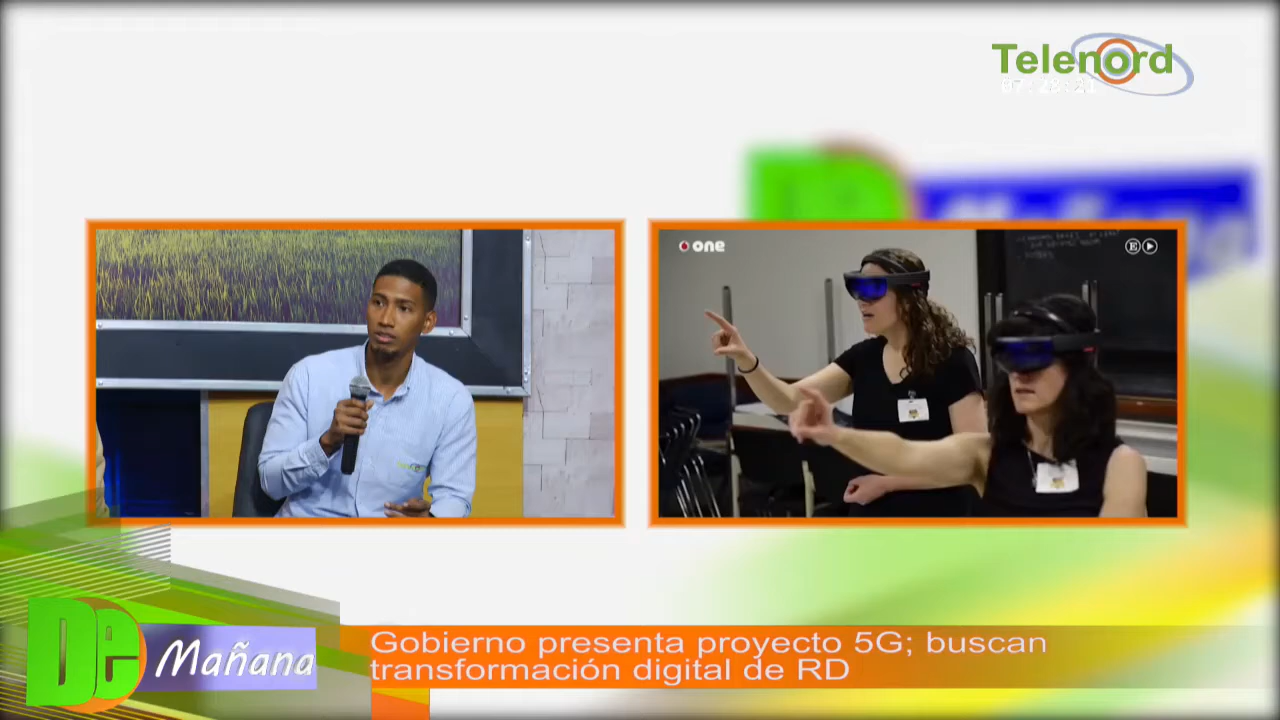 Telenord
one
E
De
Mañana
Gobierno presenta proyecto 5G; buscan
transformación digital de RD